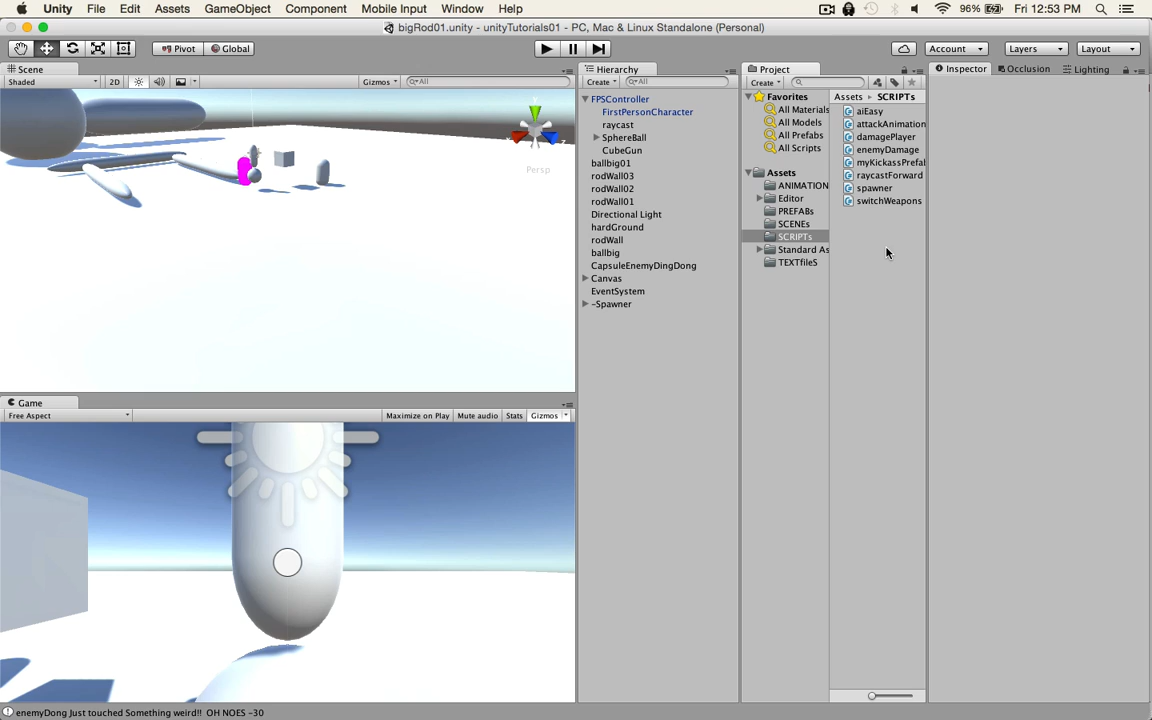 Unity File Edit Assets GameObject Component Mobile Input Window Help 96% Fri 12:53 PM
bigRod01.unity - unityTutorials01 - PC, Mac & Linux Standalone (Personal)
Pivot Global Account Layers Layout
Scene
Shaded 2D Gizmos All
Persp
Game
Free Aspect Maximize on Play Mute audio Stats Gizmos
Hierarchy
Create All
FPSController
FirstPersonCharacter
raycast
SphereBall
CubeGun
ballbig01
rodWall03
rodWall02
rodWall01
Directional Light
hardGround
rodWall
ballbig
CapsuleEnemyDingDong
Canvas
EventSystem
-Spawner
Project
Create
Favorites
All Materials
All Models
All Prefabs
All Scripts
Assets
ANIMATION
Editor
PREFABs
SCENEs
SCRIPTs
Standard As
TEXTfileS
Assets SCRIPTs
aiEasy
attackAnimation
damagePlayer
enemyDamage
myKickassPrefab
raycastForward
spawner
switchWeapons
Inspector Occlusion Lighting
enemyDong Just touched Something weird!! OH NOES -30